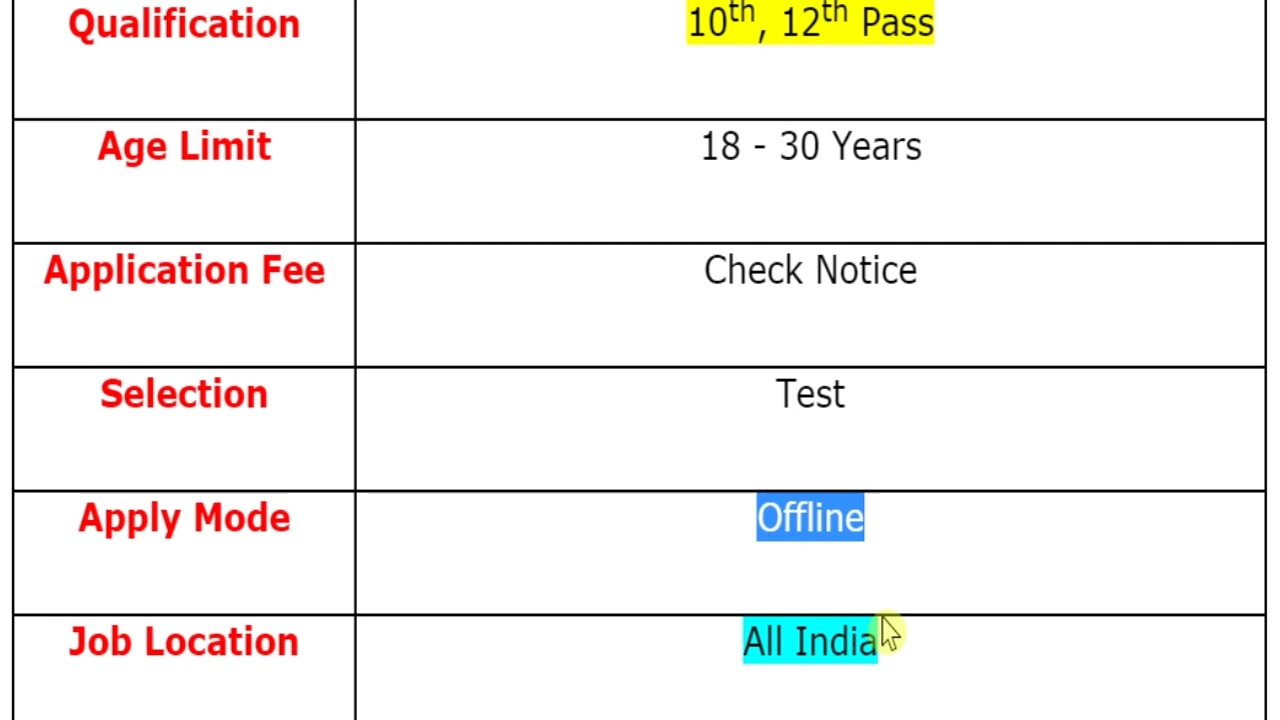 Qualification 10th, 12th Pass
Age Limit 18 - 30 Years
Application Fee Check Notice
Selection Test
Apply Mode Offline
Job Location All India